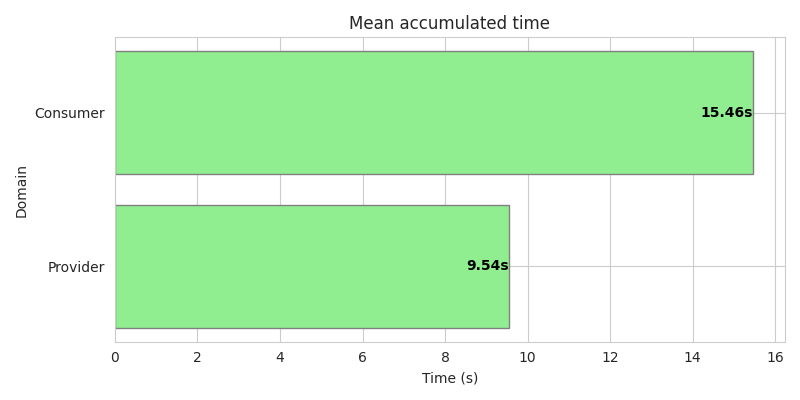 Mean accumulated time
Consumer
15.46s
Domain
Provider
9.54s
0 2 4 6 8 10 12 14 16
Time (s)